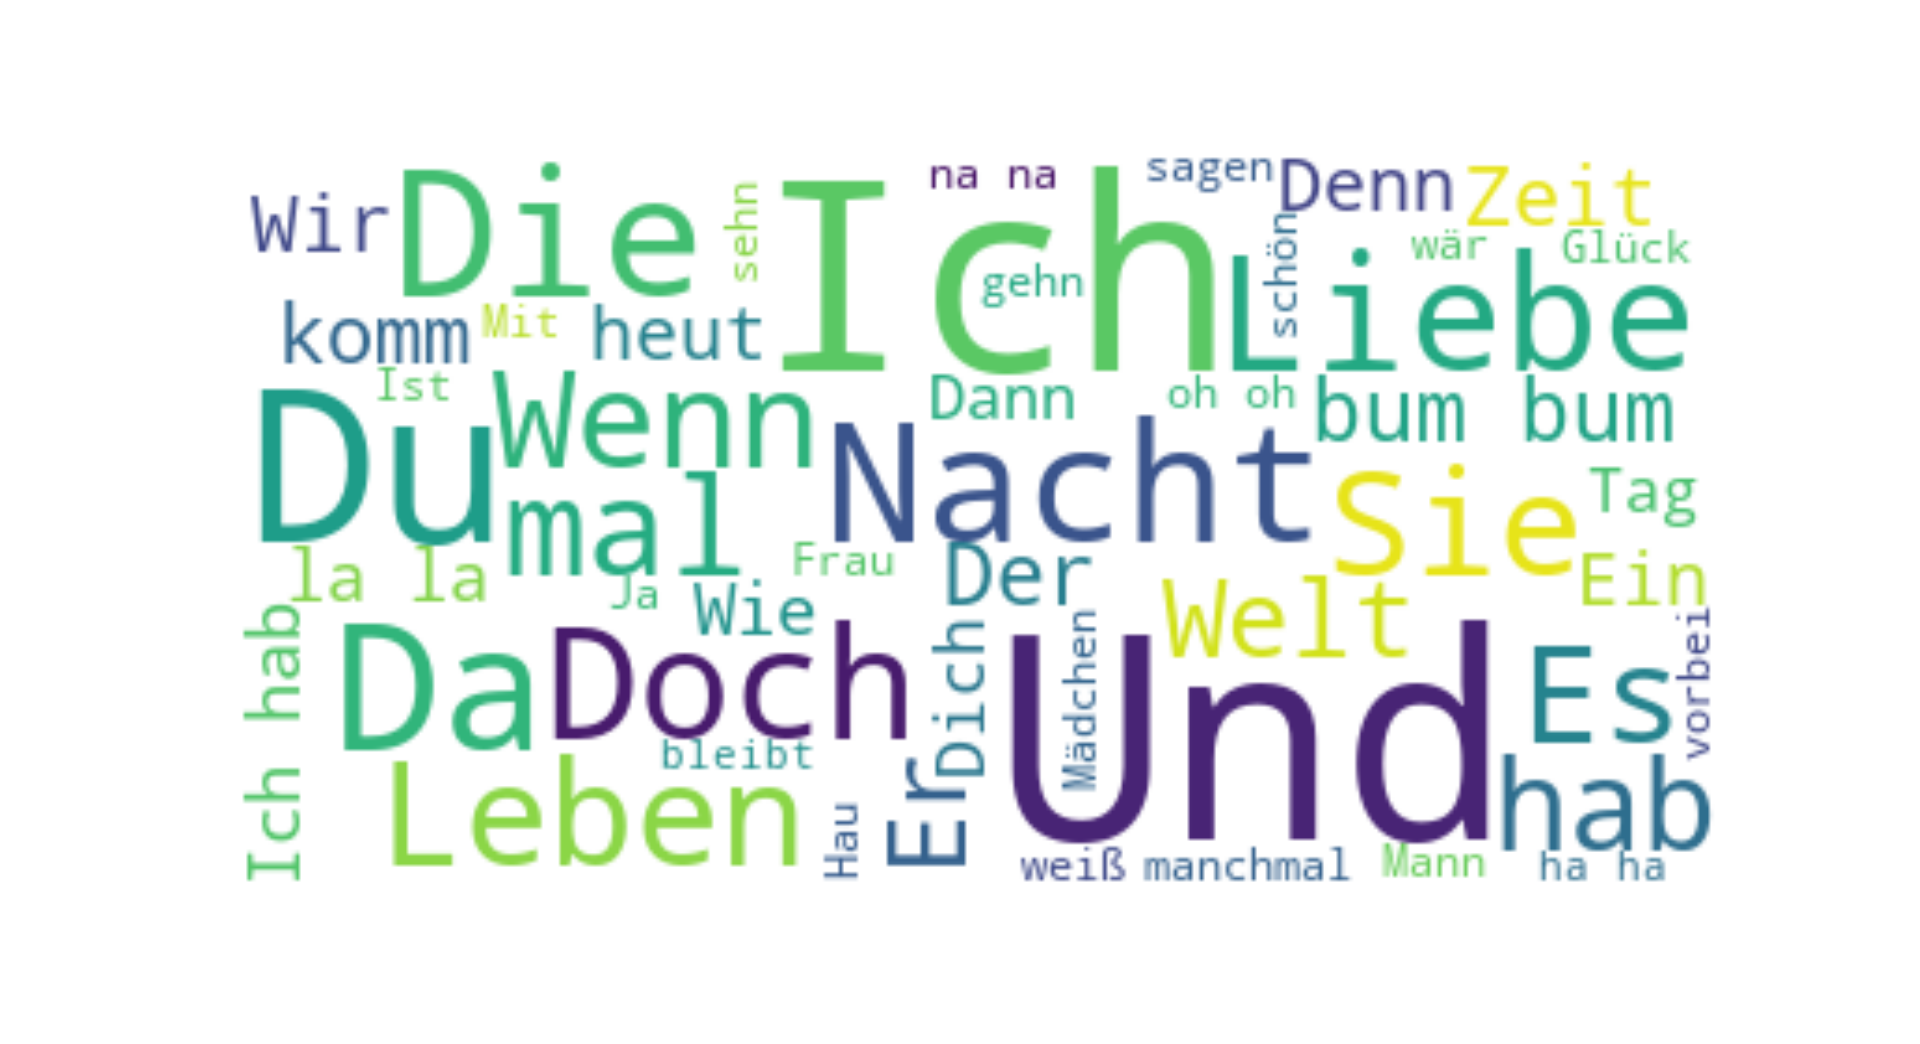 Wir
Die
sehn
Ich
na na
sagen
Denn
Zeit
schön
wär
Glück
gehn
Liebe
komm
Mit
heut
Ist
Du
Wenn
Dann
oh oh
bum bum
mal
Nacht
Sie
Tag
la la
Ja
Frau
Der
Ein
Wie
Welt
Ich hab
Da
Doch
Dich
Mädchen
Und
Es
vorbei
bleibt
Leben
Hau
Er
hab
weiß
manchmal
Mann
ha ha